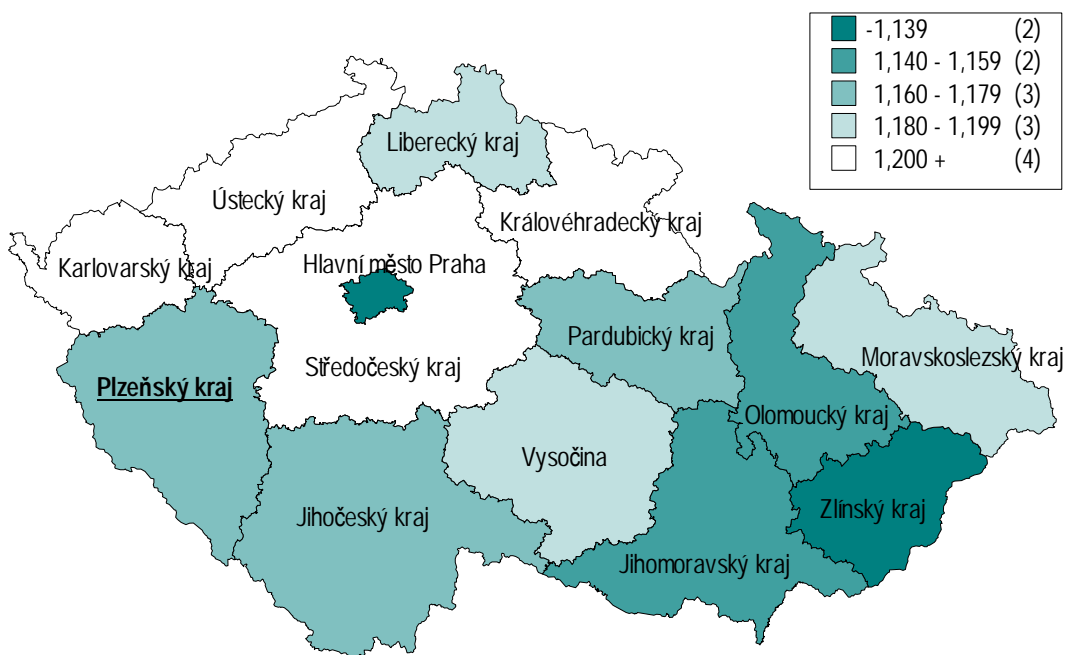 -1,139 (2)
1,140 - 1,159 (2)
1,160 - 1,179 (3)
1,180 - 1,199 (3)
1,200 + (4)
Liberecký kraj
Ústecký kraj
Královéhradecký kraj
Karlovarský kraj
Hlavní město Praha
Pardubický kraj
Moravskoslezský kraj
Středočeský kraj
Plzeňský kraj
Olomoucký kraj
Vysočina
Zlínský kraj
Jihočeský kraj
Jihomoravský kraj